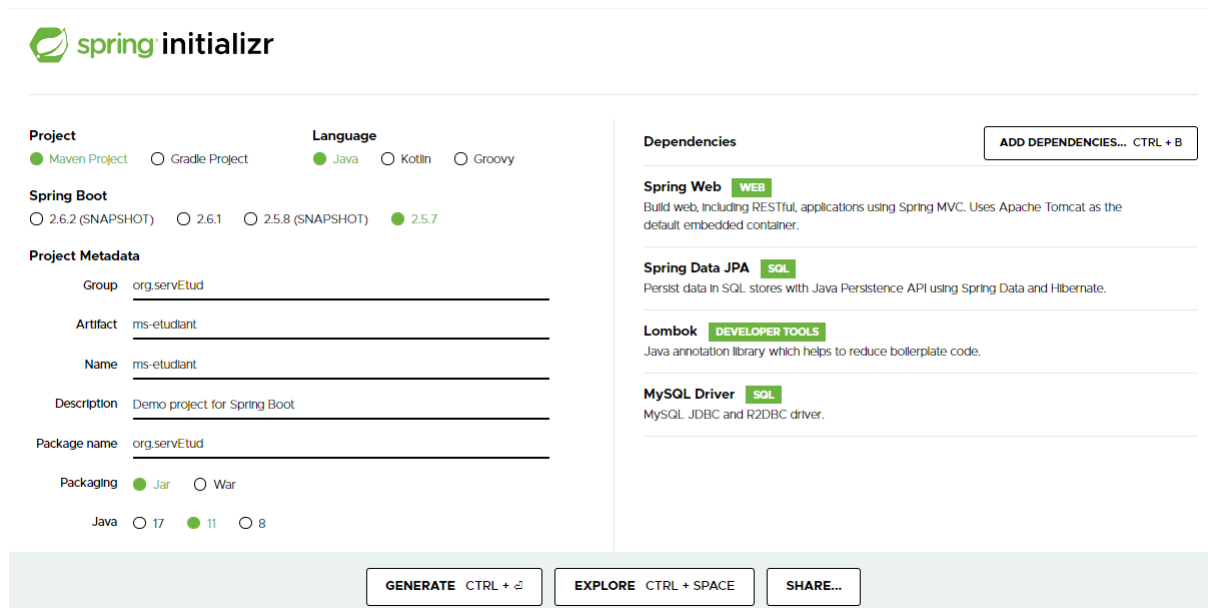 spring initializr
Project
Maven Project Gradle Project
Language
Java Kotlin Groovy
Spring Boot
2.6.2 (SNAPSHOT) 2.6.1 2.5.8 (SNAPSHOT) 2.5.7
Project Metadata
Group org.servEtud
Artifact ms-etudiant
Name ms-etudiant
Description Demo project for Spring Boot
Package name org.servEtud
Packaging Jar War
Java 17 11 8
Dependencies
ADD DEPENDENCIES... CTRL + B
Spring Web WEB
Build web, including RESTful, applications using Spring MVC. Uses Apache Tomcat as the
default embedded container.
Spring Data JPA SQL
Persist data in SQL stores with Java Persistence API using Spring Data and Hibernate.
Lombok DEVELOPER TOOLS
Java annotation library which helps to reduce boilerplate code.
MySQL Driver SQL
MySQL JDBC and R2DBC driver.
GENERATE CTRL + ⏎
EXPLORE CTRL + SPACE
SHARE...